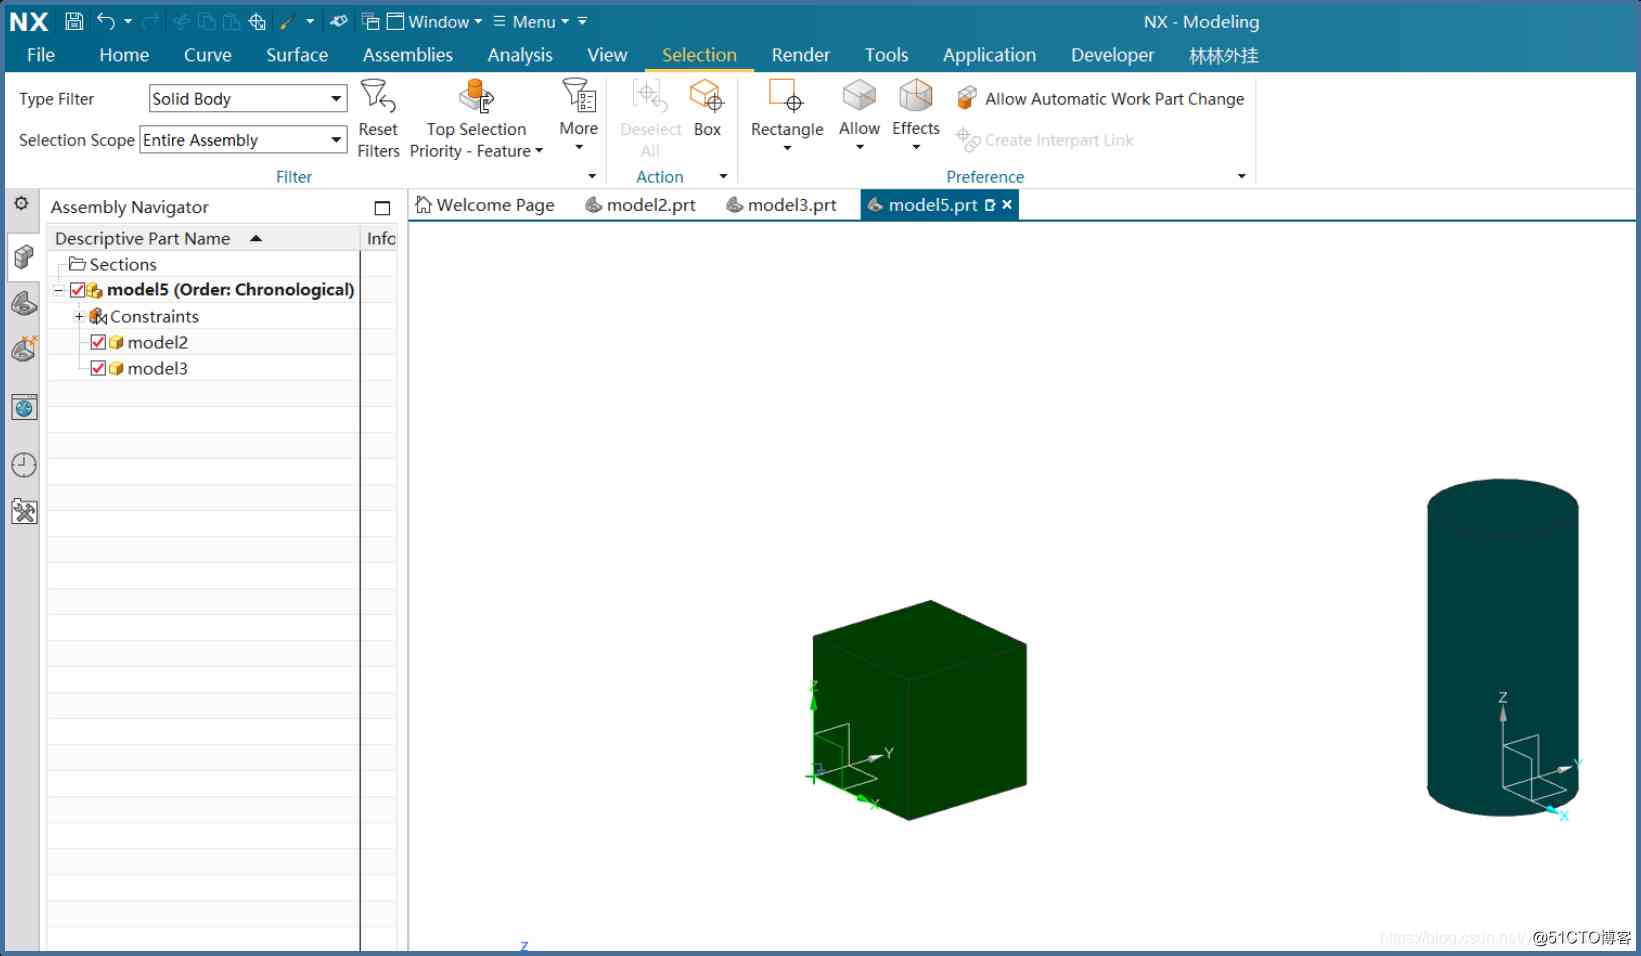 NX Window Menu NX - Modeling
File Home Curve Surface Assemblies Analysis View Selection Render Tools Application Developer 林林外挂
Type Filter Solid Body
Selection Scope Entire Assembly
Reset
Filters
Top Selection
Priority - Feature
More
Filter
Deselect
All
Box
Action
Rectangle
Allow
Effects
Allow Automatic Work Part Change
Create Interpart Link
Preference
Assembly Navigator
Welcome Page model2.prt model3.prt model5.prt
Descriptive Part Name Info
Sections
model5 (Order: Chronological)
Constraints
model2
model3
Z
Y
X
Z
Y
X
Z
@51CTO博客